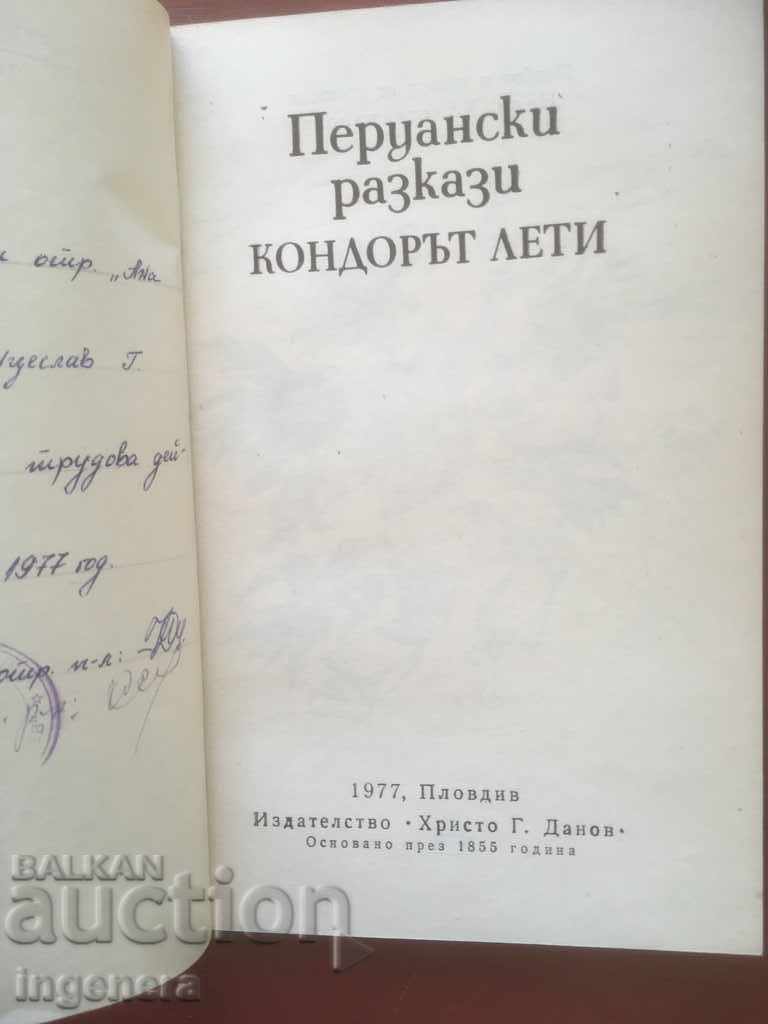 отр. „Ана
Г.
трудова дей-
1977 год.
отр. п-л:
Перуански
разкази
КОНДОРЪТ ЛЕТИ
1977, Пловдив
Издателство • Христо Г. Данов •
Основано през 1855 година
BALKAN
auction
ingenera